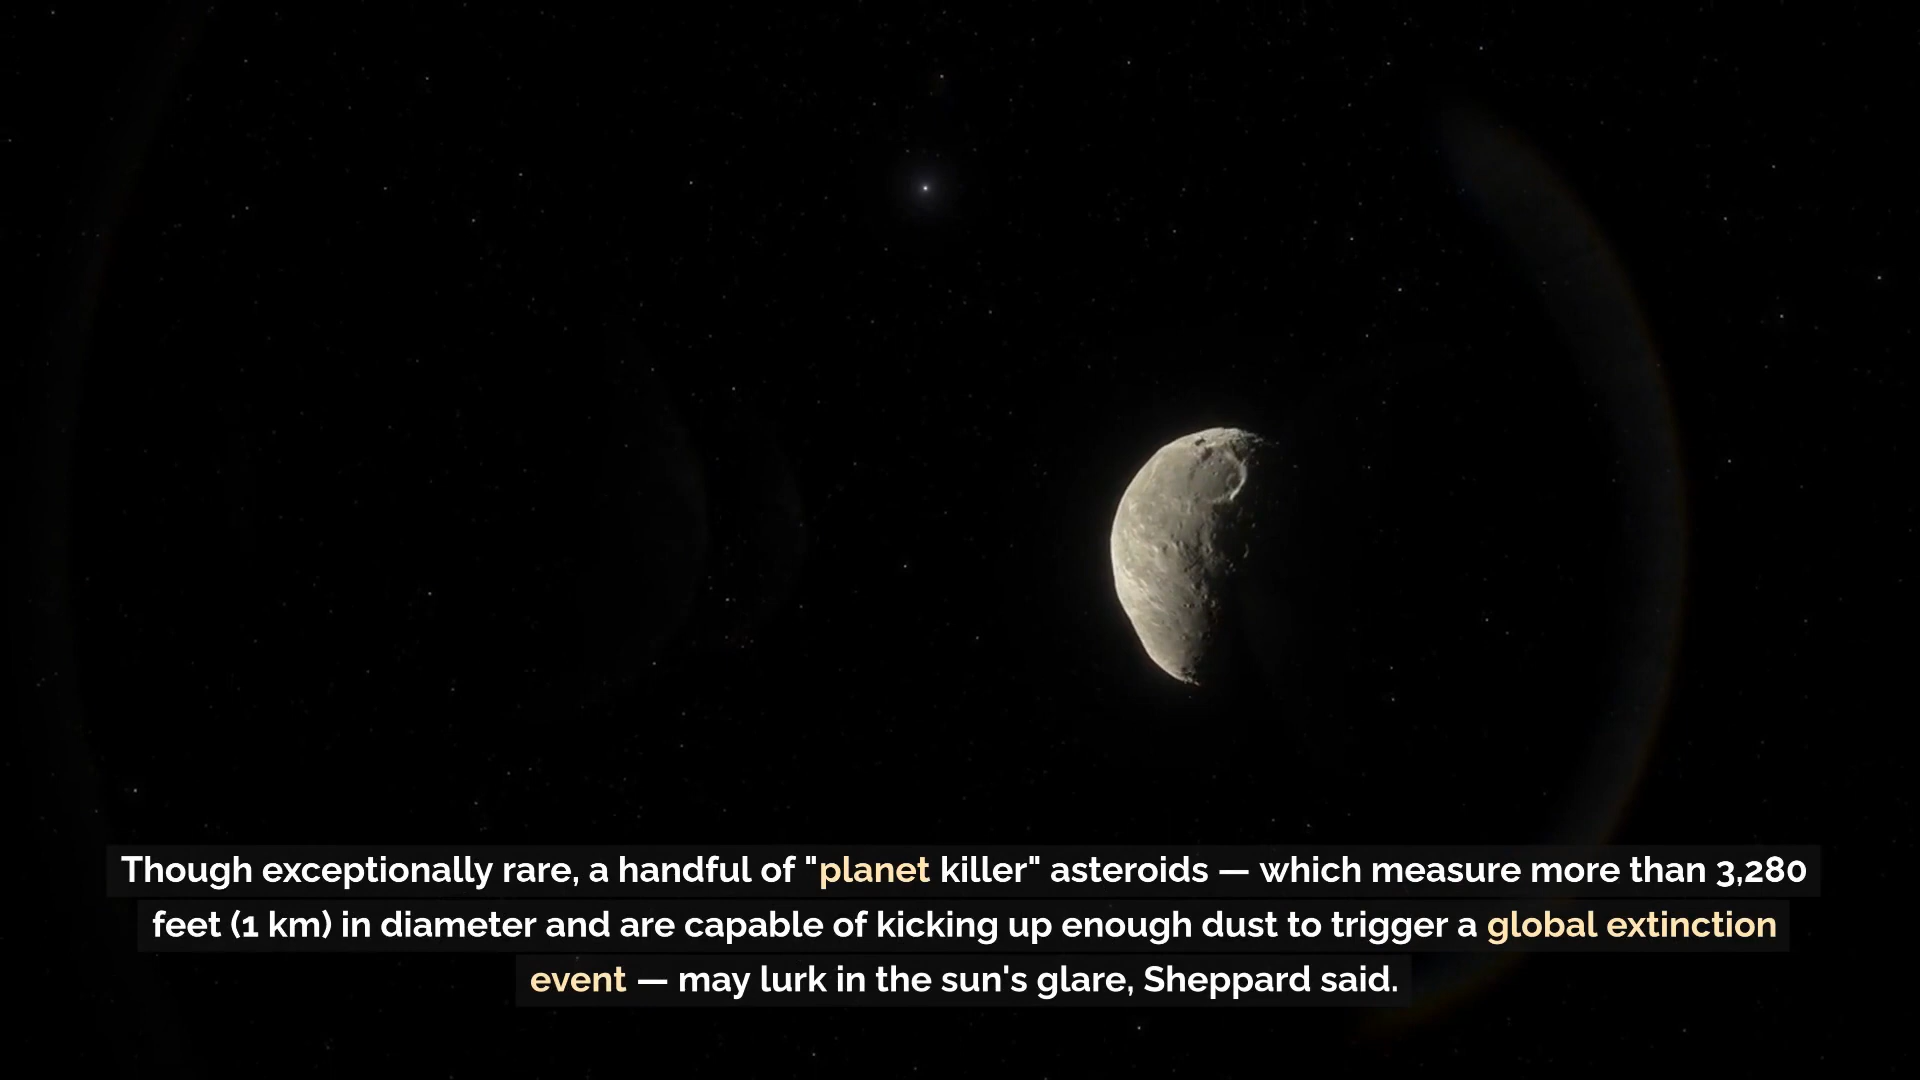 Though exceptionally rare, a handful of "planet killer" asteroids — which measure more than 3,280
feet (1 km) in diameter and are capable of kicking up enough dust to trigger a global extinction
event — may lurk in the sun's glare, Sheppard said.